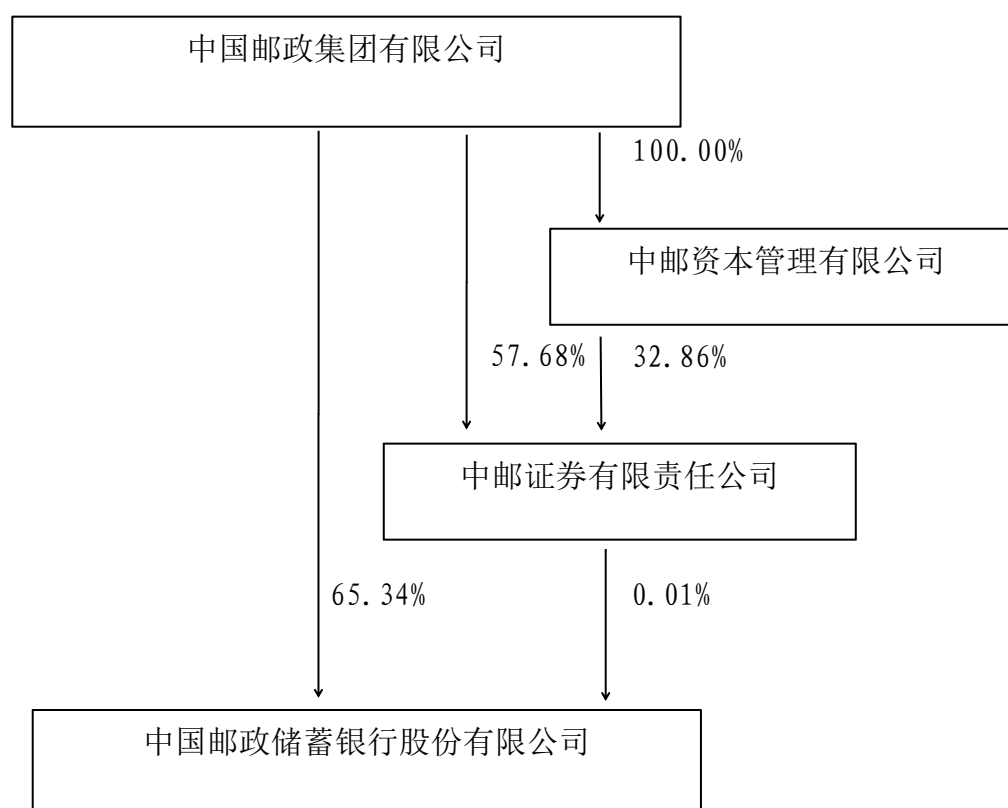 中国邮政集团有限公司
100.00%
中邮资本管理有限公司
57.68%
32.86%
中邮证券有限责任公司
65.34%
0.01%
中国邮政储蓄银行股份有限公司